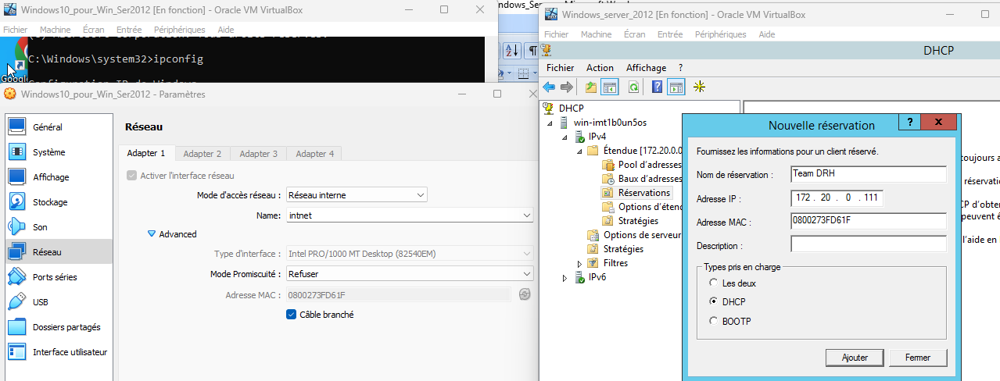 Windows10_pour_Win_Ser2012 [En fonction] - Oracle VM VirtualBox
Fichier Machine Écran Entrée Périphériques Aide
C:\Windows\system32>ipconfig
Configuration IP de Windows
Google
Windows10_pour_Win_Ser2012 - Paramètres
Général
Système
Affichage
Stockage
Son
Réseau
Ports séries
USB
Dossiers partagés
Interface utilisateur
Réseau
Adapter 1 Adapter 2 Adapter 3 Adapter 4
Activer l'interface réseau
Mode d'accès réseau : Réseau interne
Name: intnet
Advanced
Type d'interface : Intel PRO/1000 MT Desktop (82540EM)
Mode Promiscuité : Refuser
Adresse MAC : 0800273FD61F
Câble branché
Windows_server_2012 [En fonction] - Oracle VM VirtualBox
Fichier Machine Écran Entrée Périphériques Aide
DHCP
Fichier Action Affichage ?
DHCP
win-imt1b0un5os
IPv4
Étendue [172.20.0.0
Pool d'adresses
Baux d'adresses
Réservations
Options d'étend
Stratégies
Options de serveur
Stratégies
Filtres
IPv6
Nouvelle réservation ? X
Fournissez les informations pour un client réservé.
Nom de réservation : Team DRH
Adresse IP : 172 . 20 . 0 . 111
Adresse MAC : 0800273FD61F
Description :
Types pris en charge
Les deux
DHCP
BOOTP
Ajouter Fermer
toujours a
réservatio
P d'obte
peuvent é
l'aide en